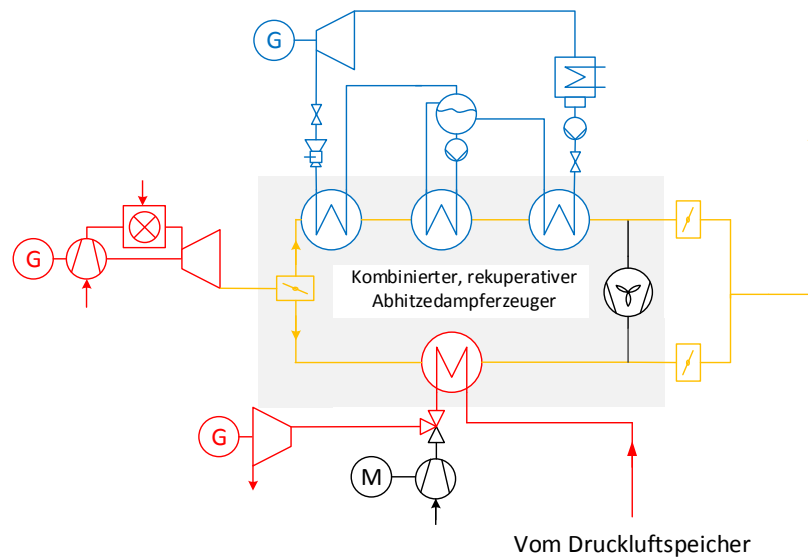 G
G
Kombinierter, rekuperativer
Abhitzedampferzeuger
G
M
Vom Druckluftspeicher